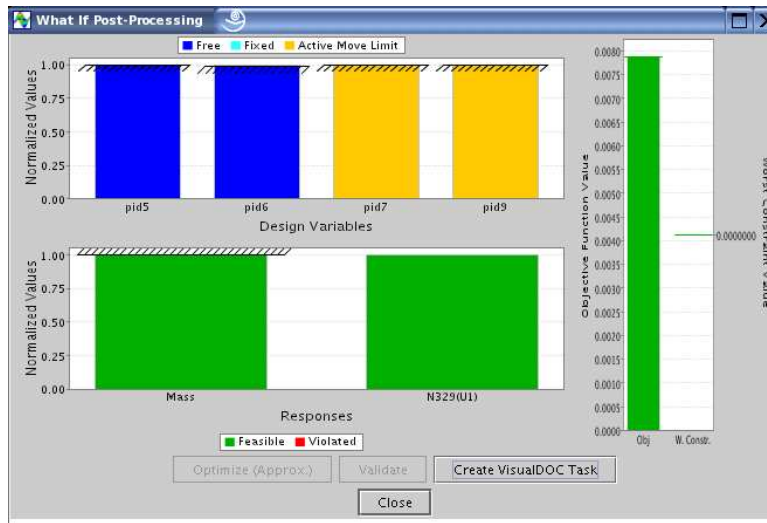 What If Post-Processing
Free Fixed Active Move Limit
Normalized Values
1.00
0.75
0.50
0.25
0.00
pid5 pid6 pid7 pid9
Design Variables
Normalized Values
1.00
0.75
0.50
0.25
0.00
Mass N329(U1)
Responses
Feasible Violated
Objective Function Value
0.0080
0.0075
0.0070
0.0065
0.0060
0.0055
0.0050
0.0045
0.0040
0.0035
0.0030
0.0025
0.0020
0.0015
0.0010
0.0005
0.0000
Obj W. Constr.
0.0000000
Worst Constraint Value
Optimize (Approx.) Validate Create VisualDOC Task
Close